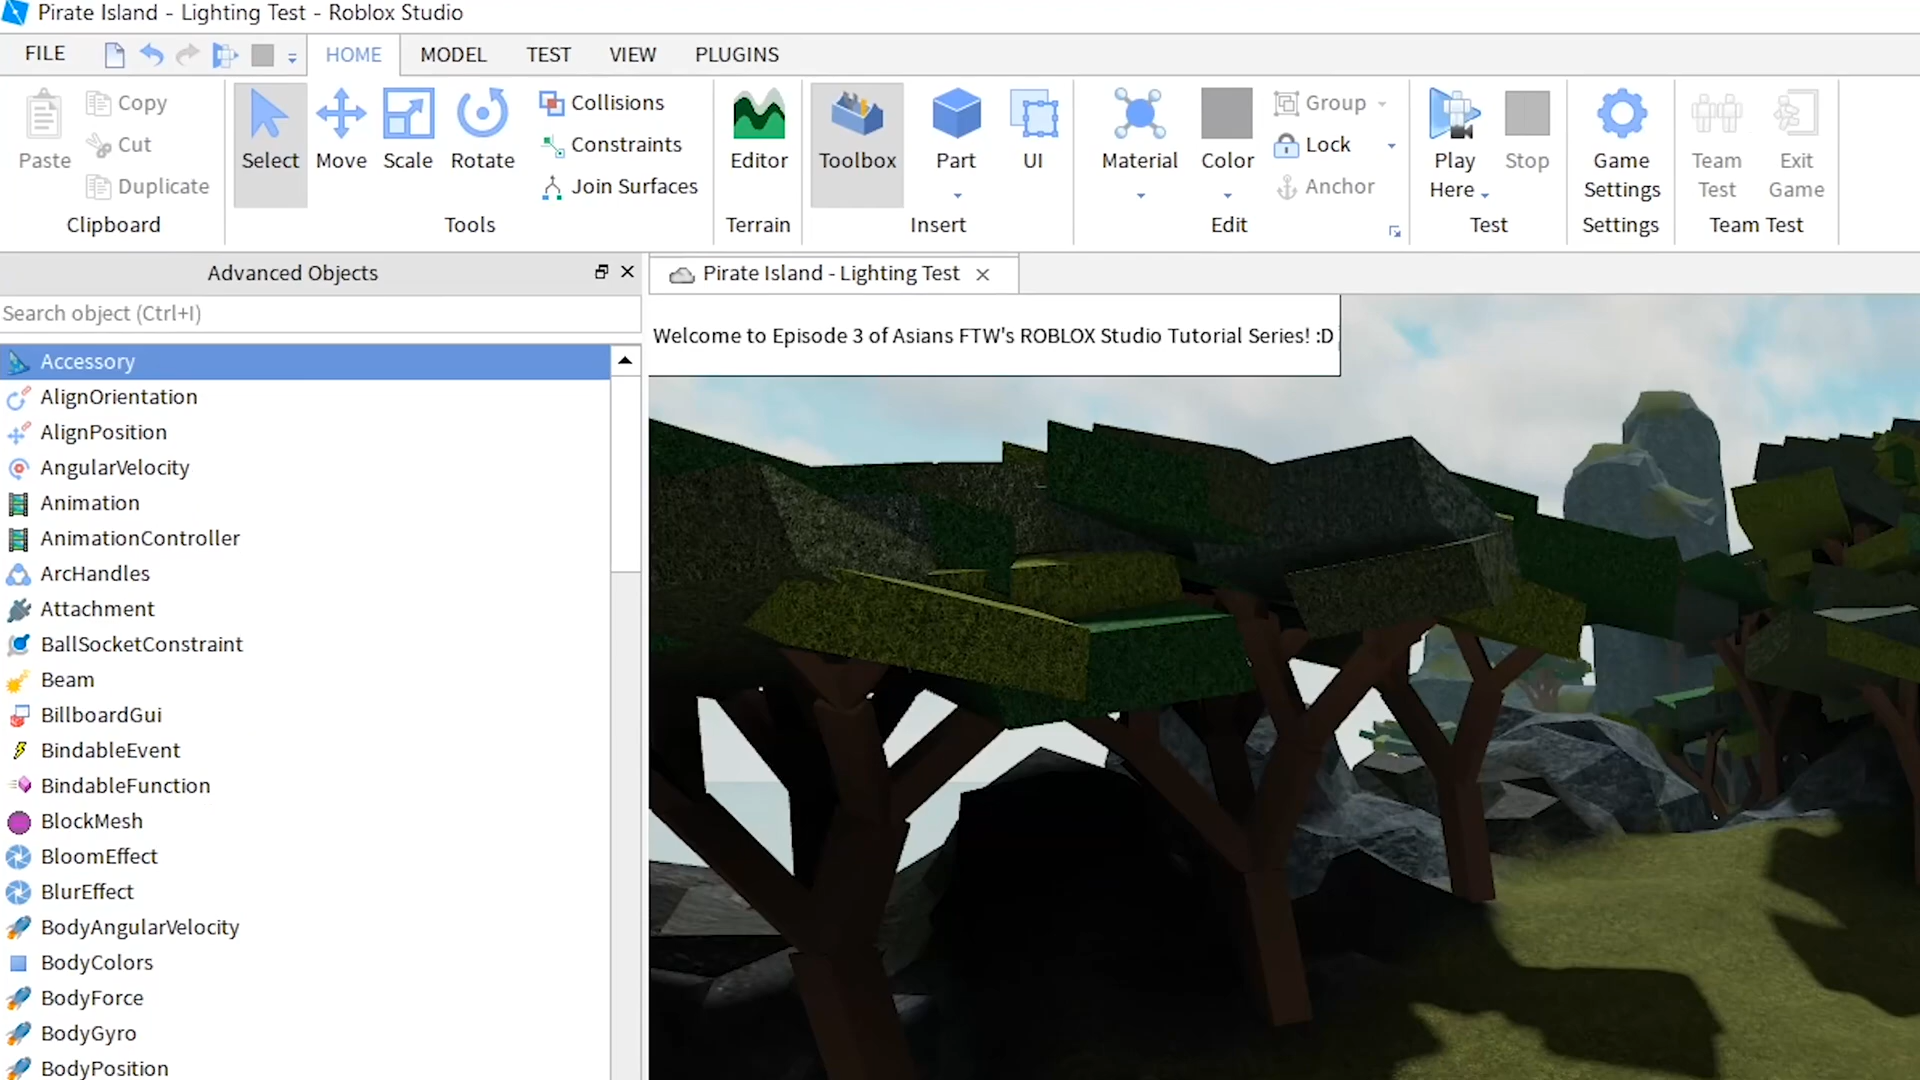 Pirate Island - Lighting Test - Roblox Studio
FILE HOME MODEL TEST VIEW PLUGINS
Paste
Copy
Cut
Duplicate
Clipboard
Select
Move
Scale
Rotate
Collisions
Constraints
Join Surfaces
Tools
Editor
Terrain
Toolbox
Part
UI
Insert
Material
Color
Group
Lock
Anchor
Edit
Play
Here
Stop
Test
Game
Settings
Settings
Team
Test
Exit
Game
Team Test
Advanced Objects
Search object (Ctrl+I)
Accessory
AlignOrientation
AlignPosition
AngularVelocity
Animation
AnimationController
ArcHandles
Attachment
BallSocketConstraint
Beam
BillboardGui
BindableEvent
BindableFunction
BlockMesh
BloomEffect
BlurEffect
BodyAngularVelocity
BodyColors
BodyForce
BodyGyro
BodyPosition
Pirate Island - Lighting Test
Welcome to Episode 3 of Asians FTW's ROBLOX Studio Tutorial Series! :D